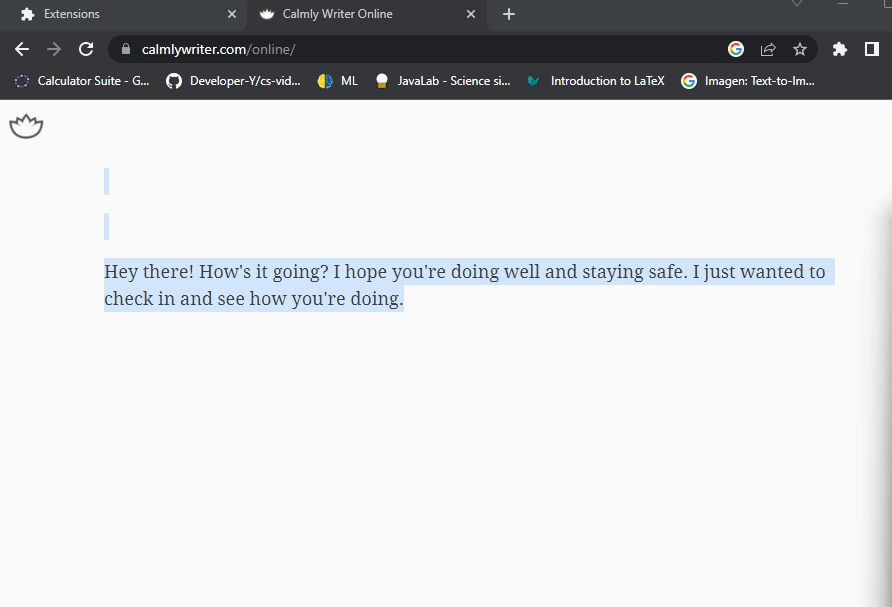 Extensions
Calmly Writer Online
calmlywriter.com/online/
Calculator Suite - G...
Developer-Y/cs-vid...
ML
JavaLab - Science si...
Introduction to LaTeX
Imagen: Text-to-Im...
Hey there! How's it going? I hope you're doing well and staying safe. I just wanted to
check in and see how you're doing.